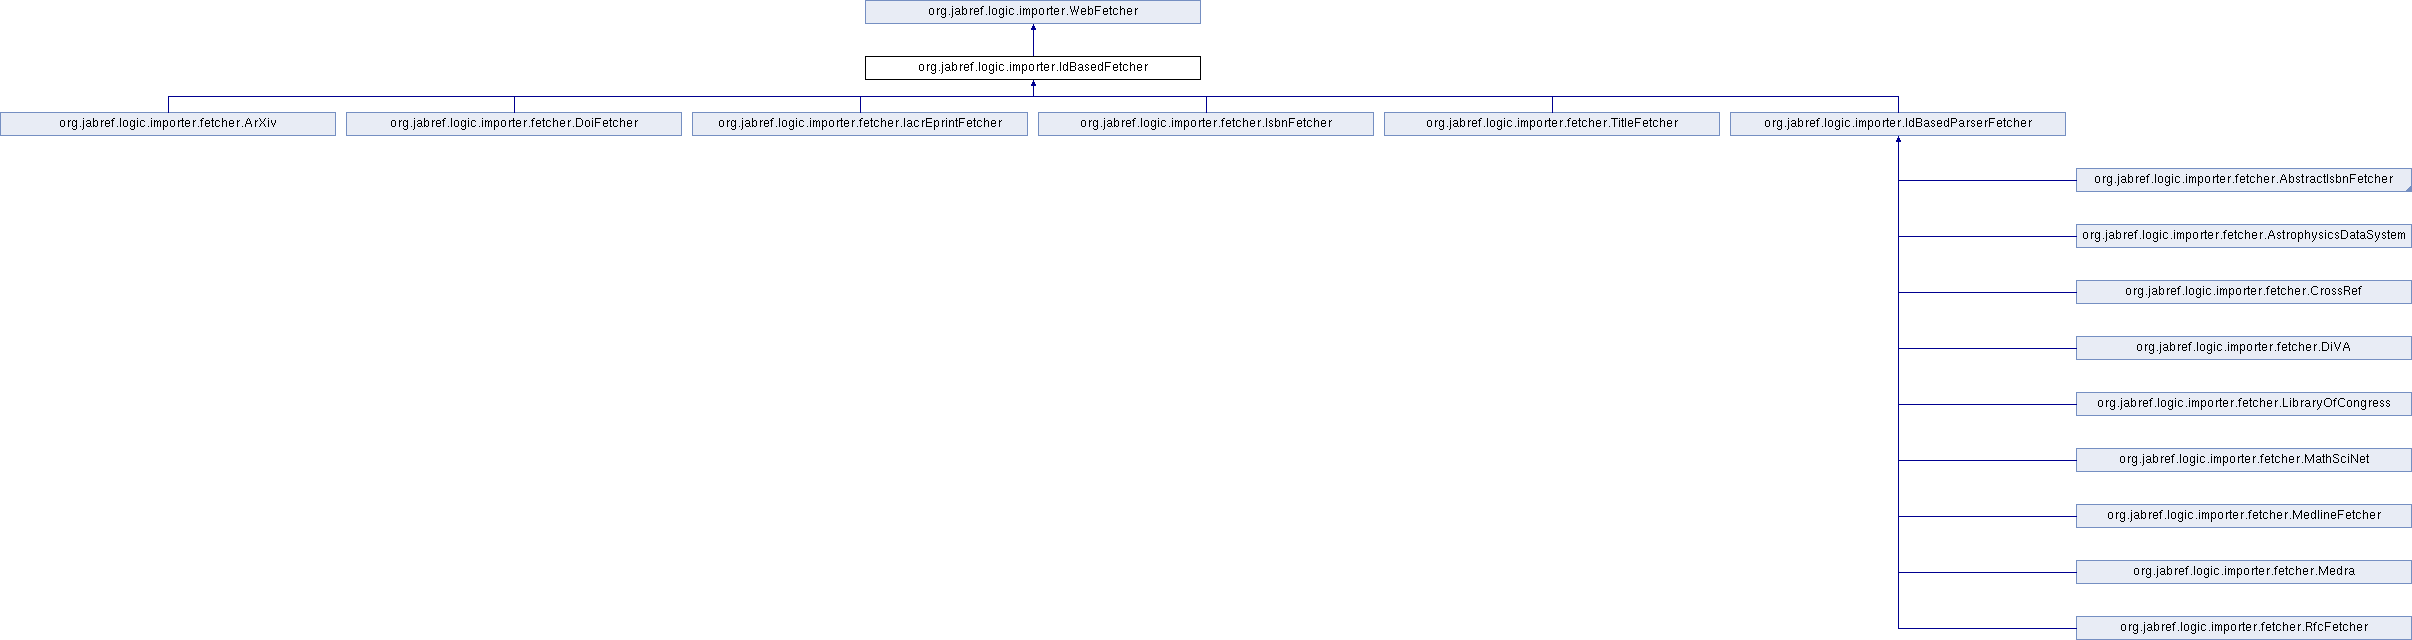 org.jabref.logic.importer.WebFetcher
org.jabref.logic.importer.IdBasedFetcher
org.jabref.logic.importer.fetcher.ArXiv
org.jabref.logic.importer.fetcher.DoiFetcher
org.jabref.logic.importer.fetcher.IacrEprintFetcher
org.jabref.logic.importer.fetcher.IsbnFetcher
org.jabref.logic.importer.fetcher.TitleFetcher
org.jabref.logic.importer.IdBasedParserFetcher
org.jabref.logic.importer.fetcher.AbstractIsbnFetcher
org.jabref.logic.importer.fetcher.AstrophysicsDataSystem
org.jabref.logic.importer.fetcher.CrossRef
org.jabref.logic.importer.fetcher.DiVA
org.jabref.logic.importer.fetcher.LibraryOfCongress
org.jabref.logic.importer.fetcher.MathSciNet
org.jabref.logic.importer.fetcher.MedlineFetcher
org.jabref.logic.importer.fetcher.Medra
org.jabref.logic.importer.fetcher.RfcFetcher